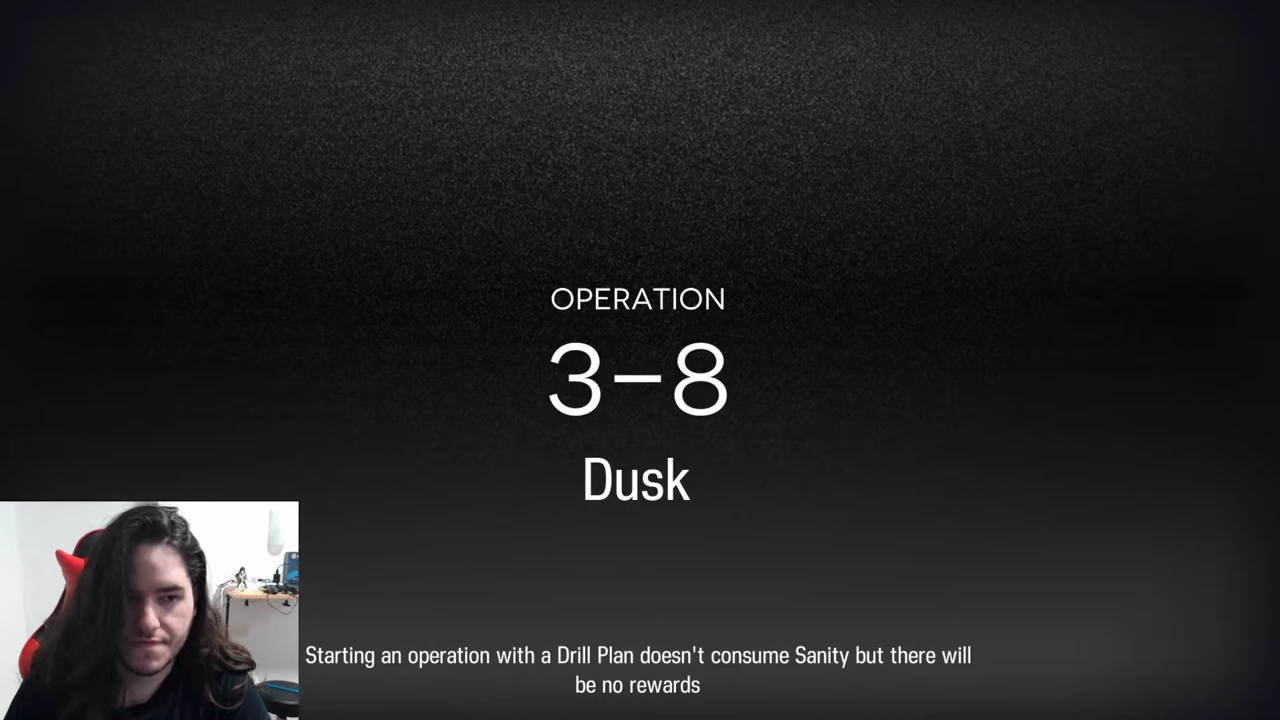 OPERATION
3-8
Dusk
Starting an operation with a Drill Plan doesn't consume Sanity but there will
be no rewards